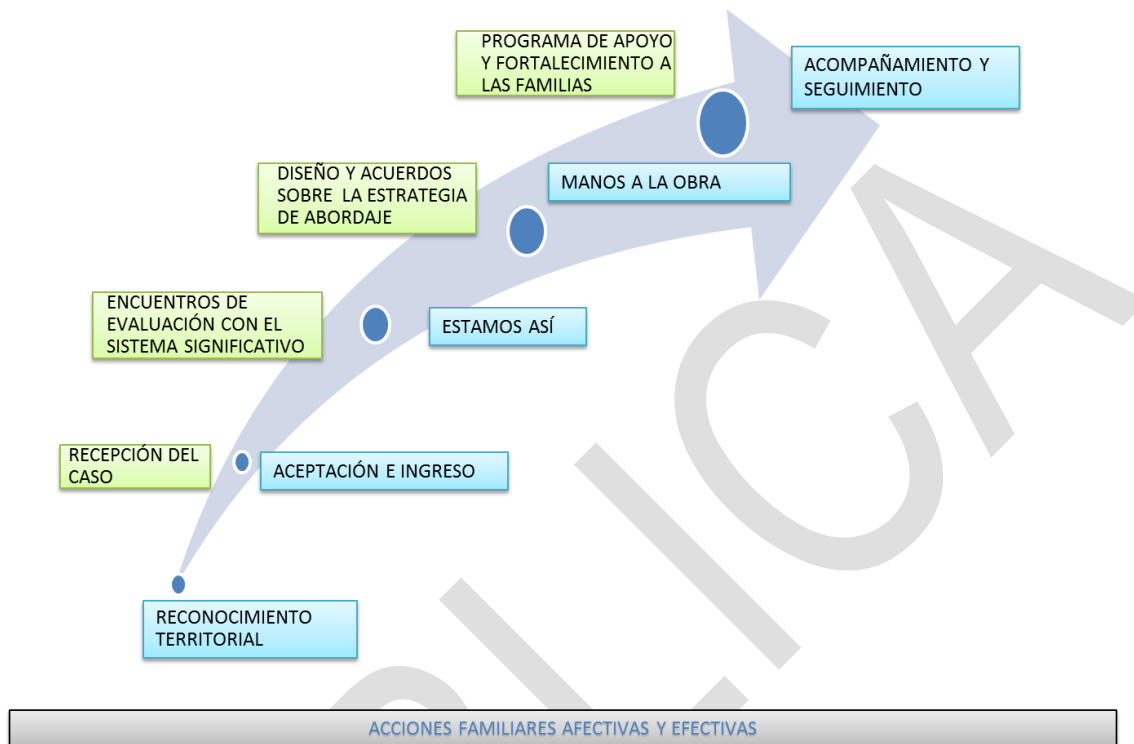 PROGRAMA DE APOYO
Y FORTALECIMIENTO A
LAS FAMILIAS
ACOMPAÑAMIENTO Y
SEGUIMIENTO
DISEÑO Y ACUERDOS
SOBRE LA ESTRATEGIA
DE ABORDAJE
MANOS A LA OBRA
ENCUENTROS DE
EVALUACIÓN CON EL
SISTEMA SIGNIFICATIVO
ESTAMOS ASÍ
RECEPCIÓN DEL
CASO
ACEPTACIÓN E INGRESO
RECONOCIMIENTO
TERRITORIAL
PLICA
ACCIONES FAMILIARES AFECTIVAS Y EFECTIVAS